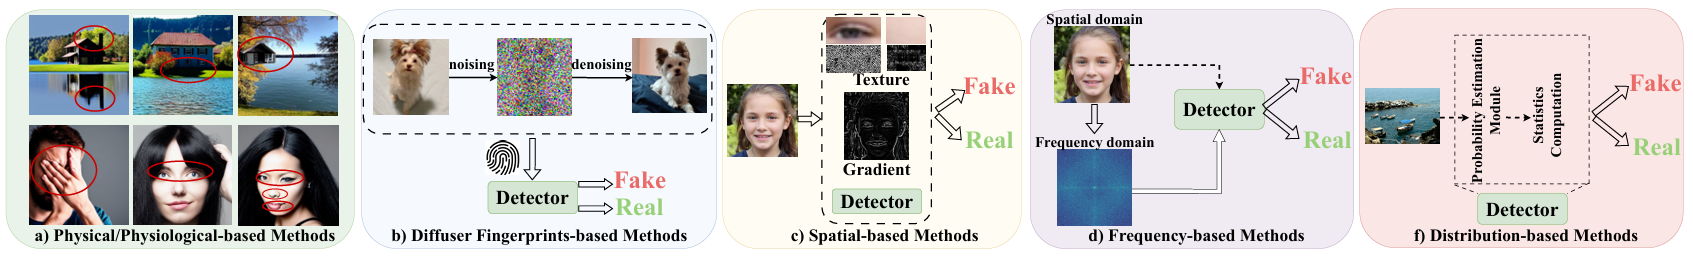 a) Physical/Physiological-based Methods
noising
denoising
Detector
Fake
Real
b) Diffuser Fingerprints-based Methods
Texture
Gradient
Detector
Fake
Real
c) Spatial-based Methods
Spatial domain
Frequency domain
Detector
Fake
Real
d) Frequency-based Methods
Probability Estimation
Module
Statistics
Computation
Detector
Fake
Real
f) Distribution-based Methods